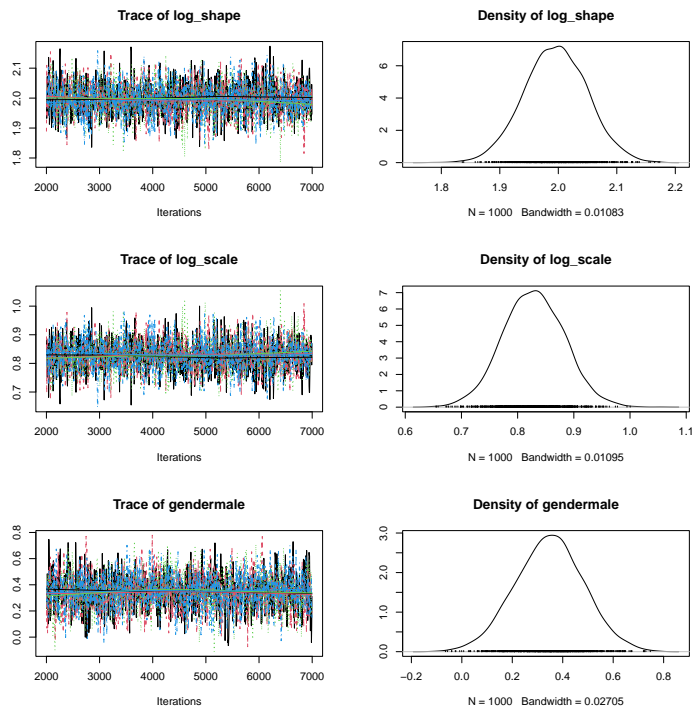 Trace of log_shape
1.8 1.9 2.0 2.1
2000 3000 4000 5000 6000 7000
Iterations
Density of log_shape
0 2 4 6
1.8 1.9 2.0 2.1 2.2
N = 1000 Bandwidth = 0.01083
Trace of log_scale
0.7 0.8 0.9 1.0
2000 3000 4000 5000 6000 7000
Iterations
Density of log_scale
0 1 2 3 4 5 6 7
0.6 0.7 0.8 0.9 1.0 1.1
N = 1000 Bandwidth = 0.01095
Trace of gendermale
0.0 0.2 0.4 0.6 0.8
2000 3000 4000 5000 6000 7000
Iterations
Density of gendermale
0.0 1.0 2.0 3.0
−0.2 0.0 0.2 0.4 0.6 0.8
N = 1000 Bandwidth = 0.02705